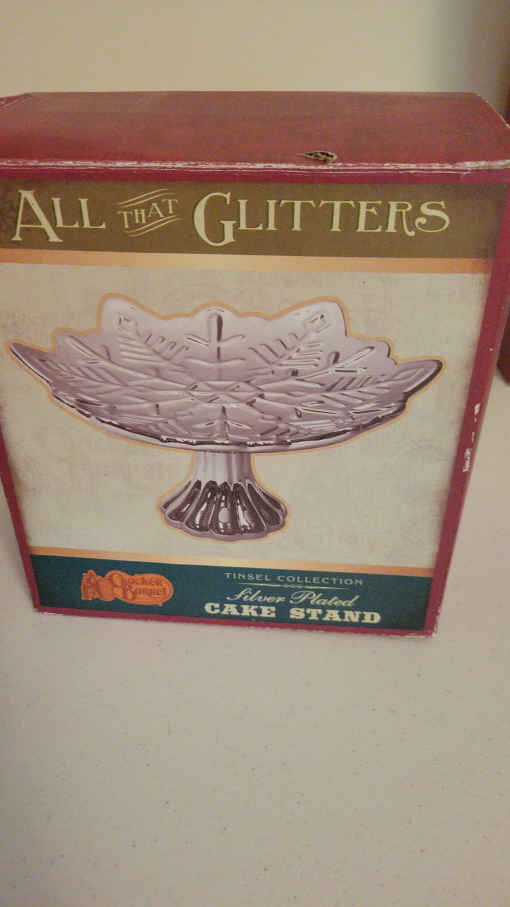 ALL THAT GLITTERS
Cracker
Barrel
TINSEL COLLECTION
Silver Plated
CAKE STAND